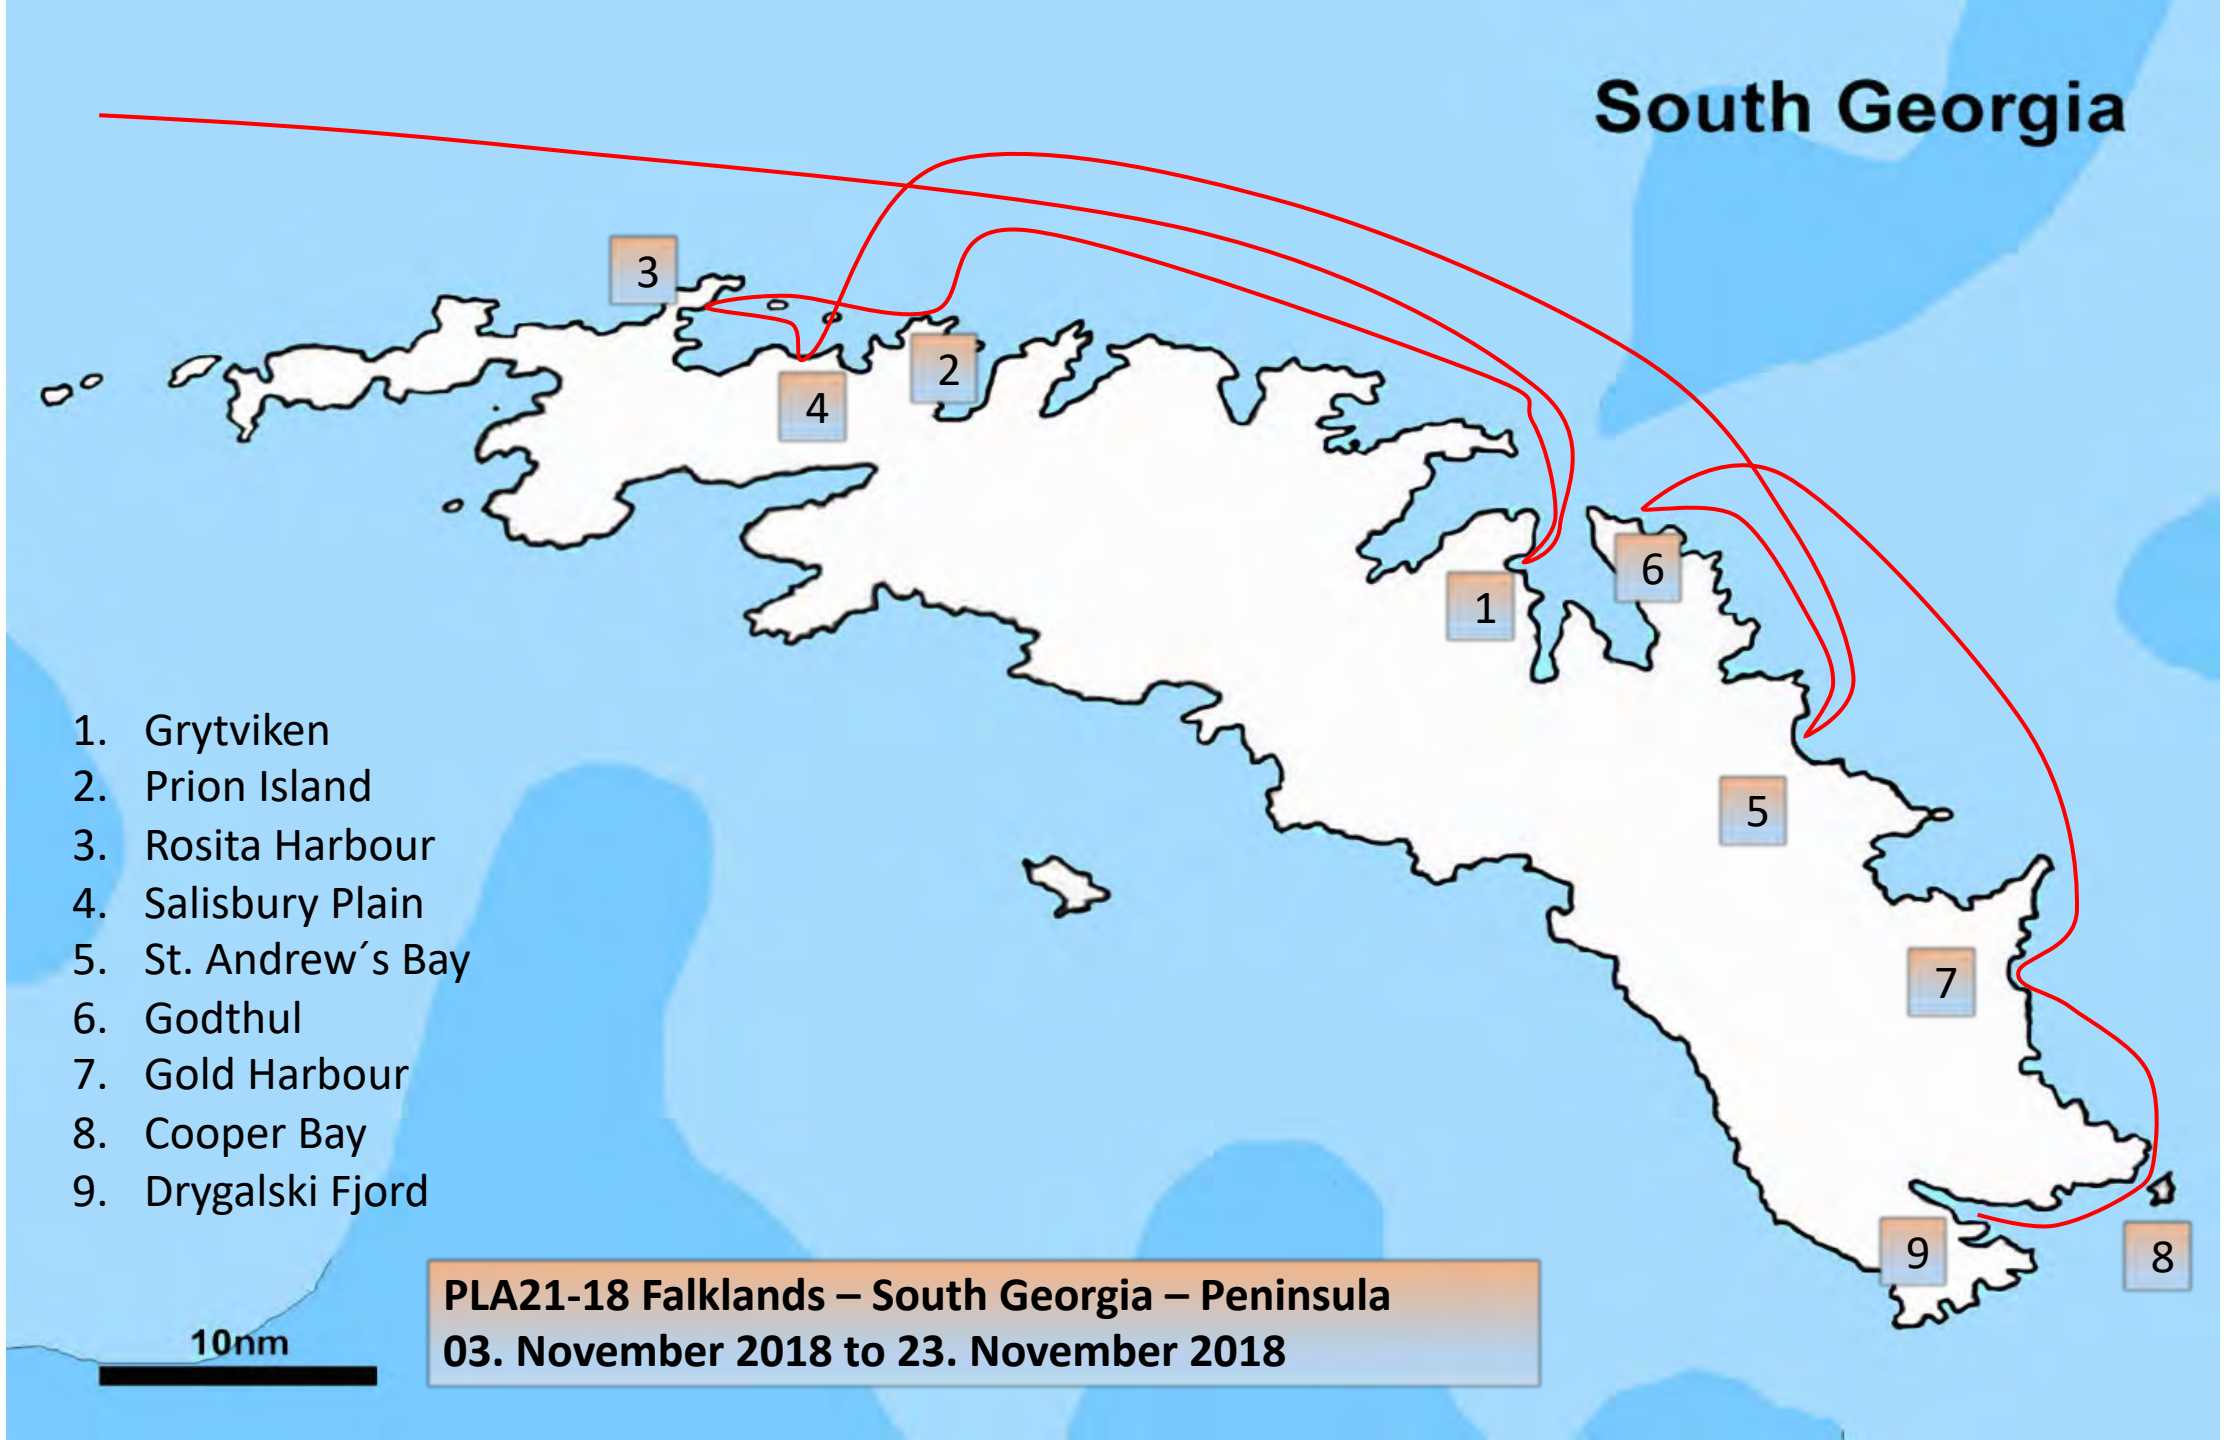 South Georgia
3
2
4
6
1
5
7
9
8
1. Grytviken
2. Prion Island
3. Rosita Harbour
4. Salisbury Plain
5. St. Andrew´s Bay
6. Godthul
7. Gold Harbour
8. Cooper Bay
9. Drygalski Fjord
10nm
PLA21-18 Falklands – South Georgia – Peninsula
03. November 2018 to 23. November 2018